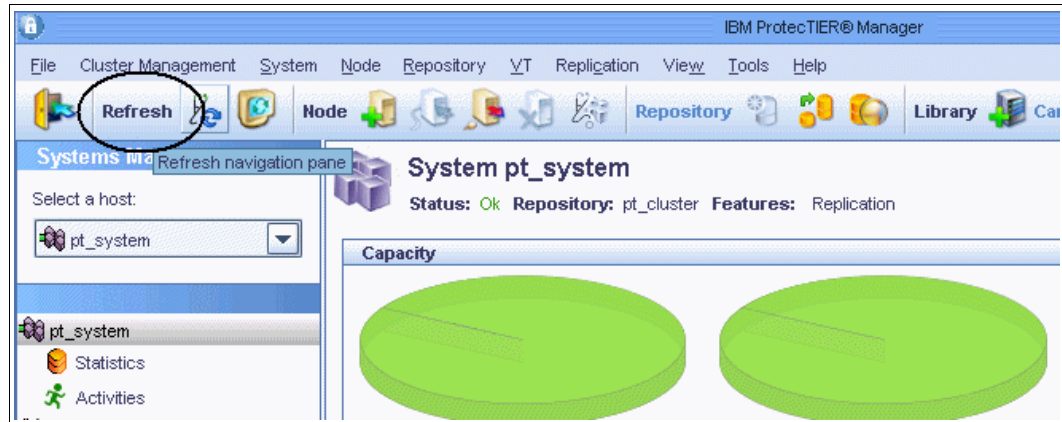 IBM ProtecTIER® Manager
File Cluster Management System Node Repository VT Replication View Tools Help
Refresh Node Repository Library
Systems
Refresh navigation pane
Select a host:
pt_system
System pt_system
Status: Ok Repository: pt_cluster Features: Replication
Capacity
pt_system
Statistics
Activities